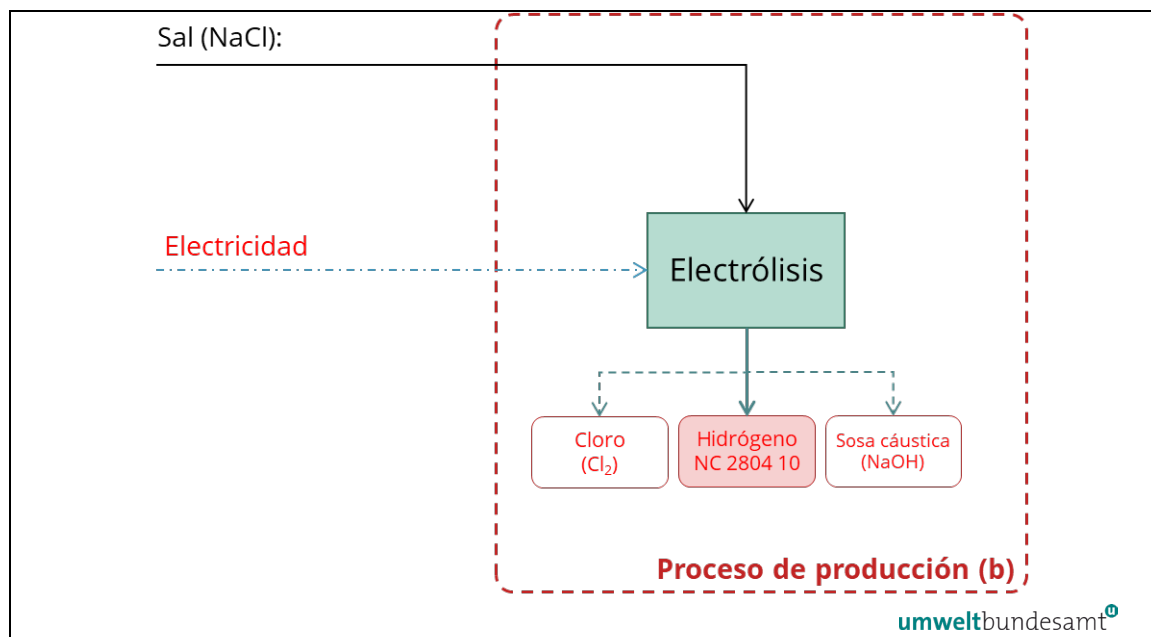 Sal (NaCl):
Electricidad
Electrólisis
Cloro
(Cl₂)
Hidrógeno
NC 2804 10
Sosa cáustica
(NaOH)
Proceso de producción (b)
umweltbundesamt u